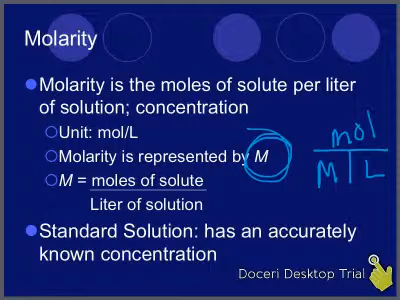 Molarity
Molarity is the moles of solute per liter
of solution; concentration
Unit: mol/L
Molarity is represented by M
M = moles of solute
Liter of solution
mol
M | L
Standard Solution: has an accurately
known concentration
Doceri Desktop Trial